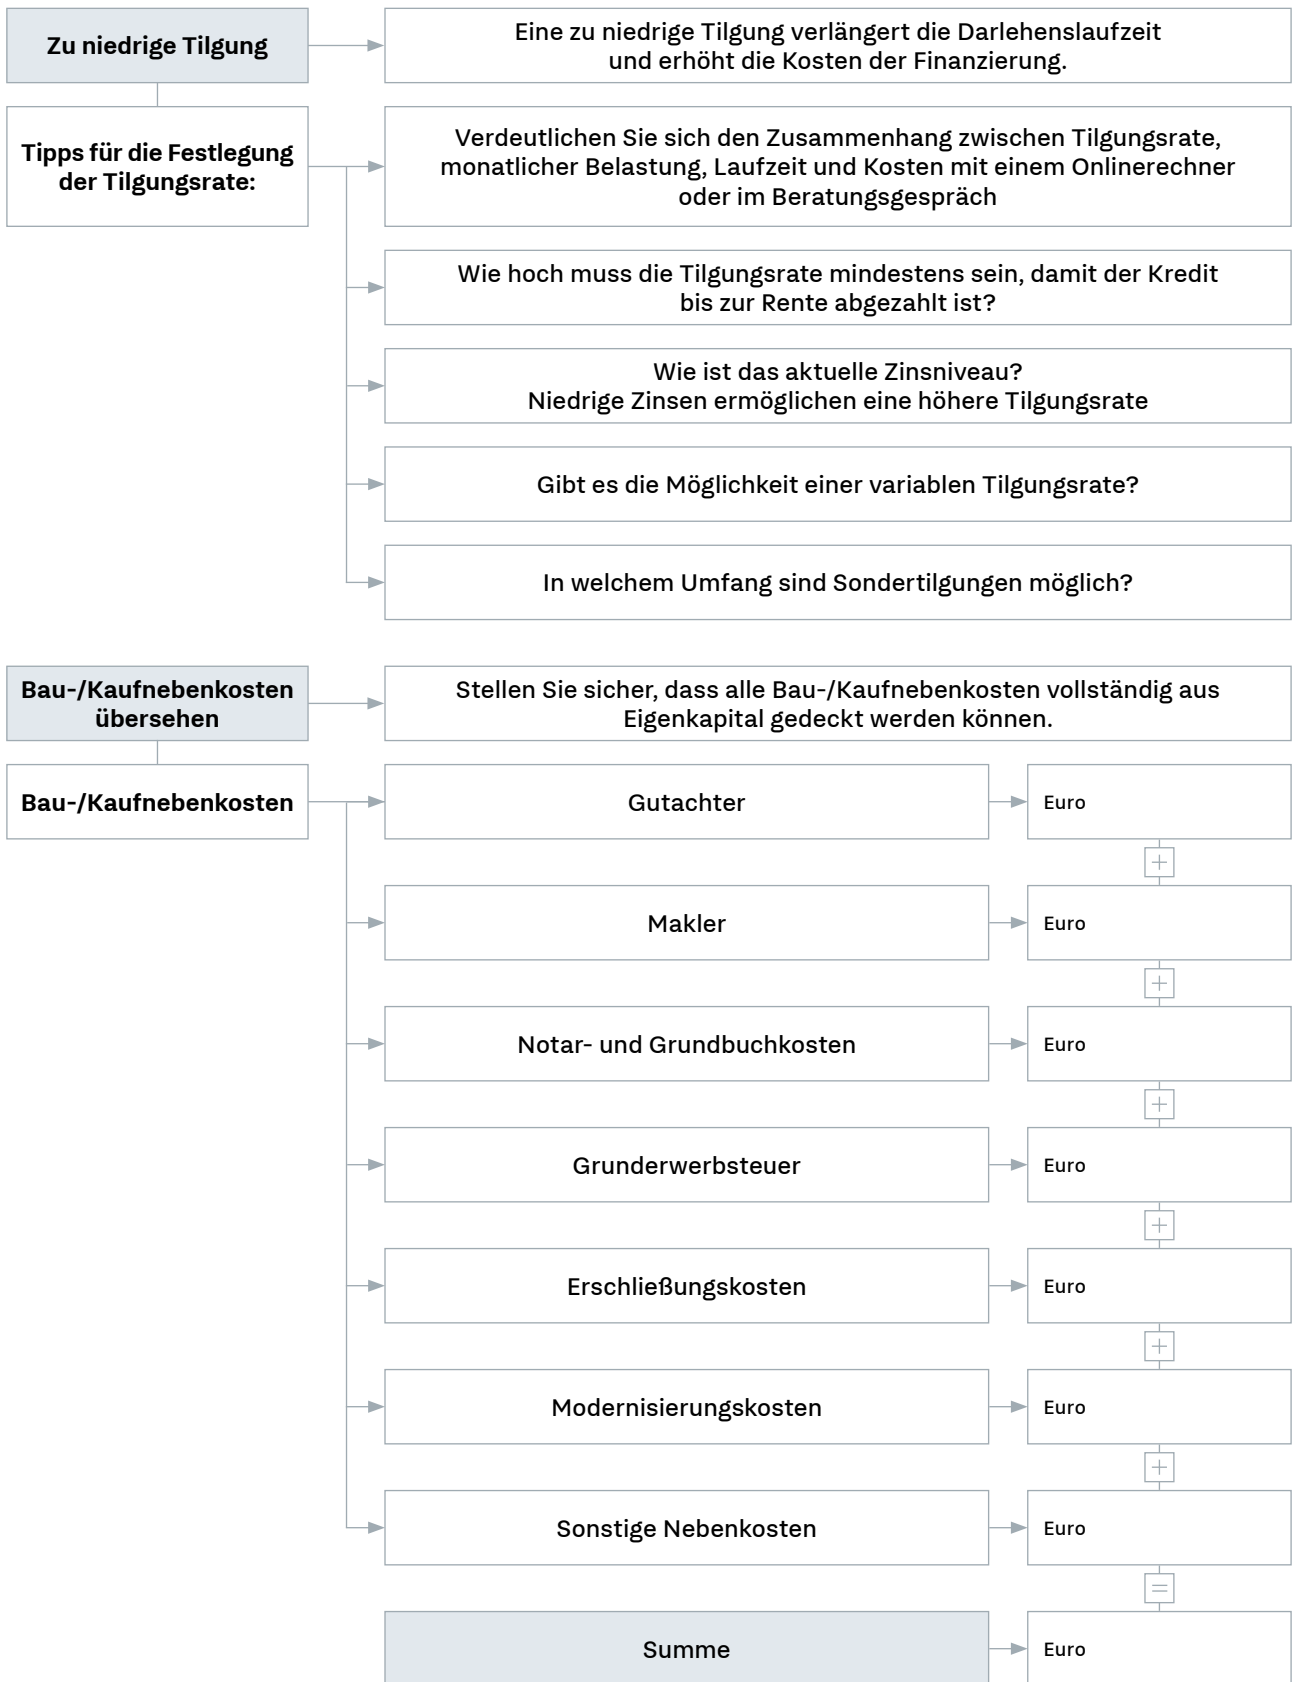 Zu niedrige Tilgung
Eine zu niedrige Tilgung verlängert die Darlehenslaufzeit
und erhöht die Kosten der Finanzierung.
Tipps für die Festlegung
der Tilgungsrate:
Verdeutlichen Sie sich den Zusammenhang zwischen Tilgungsrate,
monatlicher Belastung, Laufzeit und Kosten mit einem Onlinerechner
oder im Beratungsgespräch
Wie hoch muss die Tilgungsrate mindestens sein, damit der Kredit
bis zur Rente abgezahlt ist?
Wie ist das aktuelle Zinsniveau?
Niedrige Zinsen ermöglichen eine höhere Tilgungsrate
Gibt es die Möglichkeit einer variablen Tilgungsrate?
In welchem Umfang sind Sondertilgungen möglich?
Bau-/Kaufnebenkosten
übersehen
Stellen Sie sicher, dass alle Bau-/Kaufnebenkosten vollständig aus
Eigenkapital gedeckt werden können.
Bau-/Kaufnebenkosten
Gutachter
Euro
+
Makler
Euro
+
Notar- und Grundbuchkosten
Euro
+
Grunderwerbsteuer
Euro
+
Erschließungskosten
Euro
+
Modernisierungskosten
Euro
+
Sonstige Nebenkosten
Euro
=
Summe
Euro